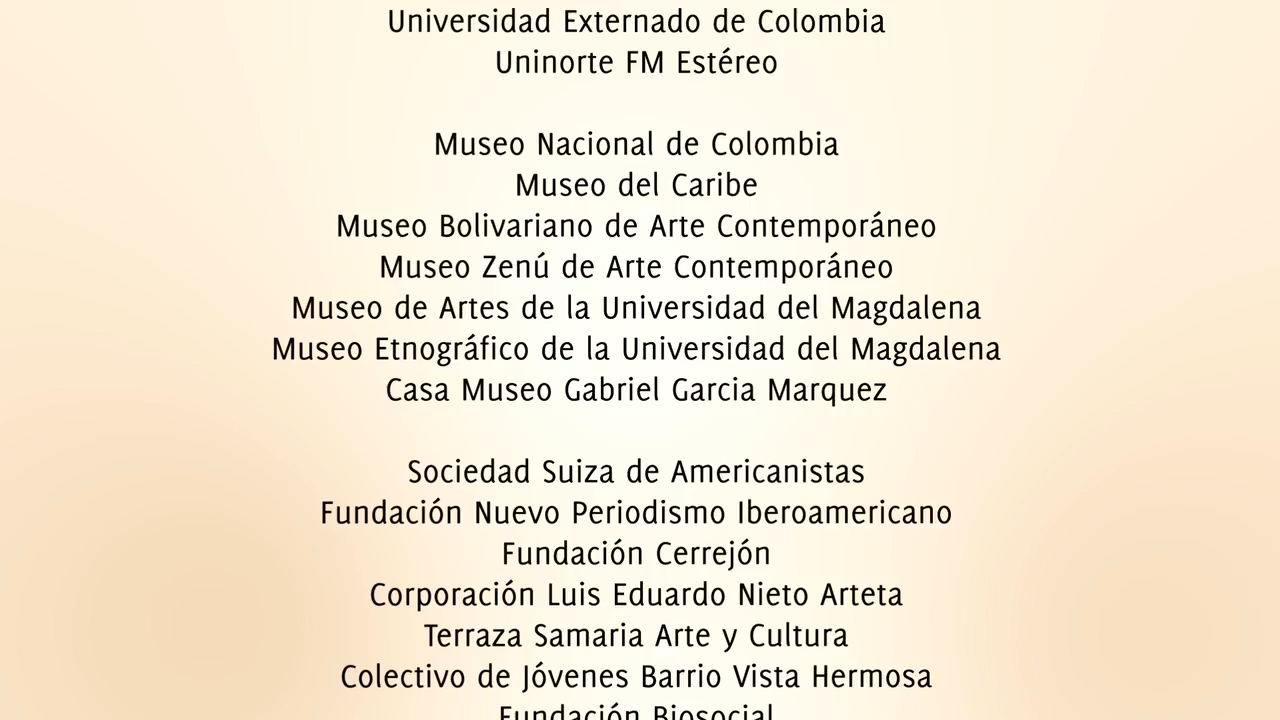 Universidad Externado de Colombia
Uninorte FM Estéreo
Museo Nacional de Colombia
Museo del Caribe
Museo Bolivariano de Arte Contemporáneo
Museo Zenú de Arte Contemporáneo
Museo de Artes de la Universidad del Magdalena
Museo Etnográfico de la Universidad del Magdalena
Casa Museo Gabriel Garcia Marquez
Sociedad Suiza de Americanistas
Fundación Nuevo Periodismo Iberoamericano
Fundación Cerrejón
Corporación Luis Eduardo Nieto Arteta
Terraza Samaria Arte y Cultura
Colectivo de Jóvenes Barrio Vista Hermosa
Fundación Biosocial